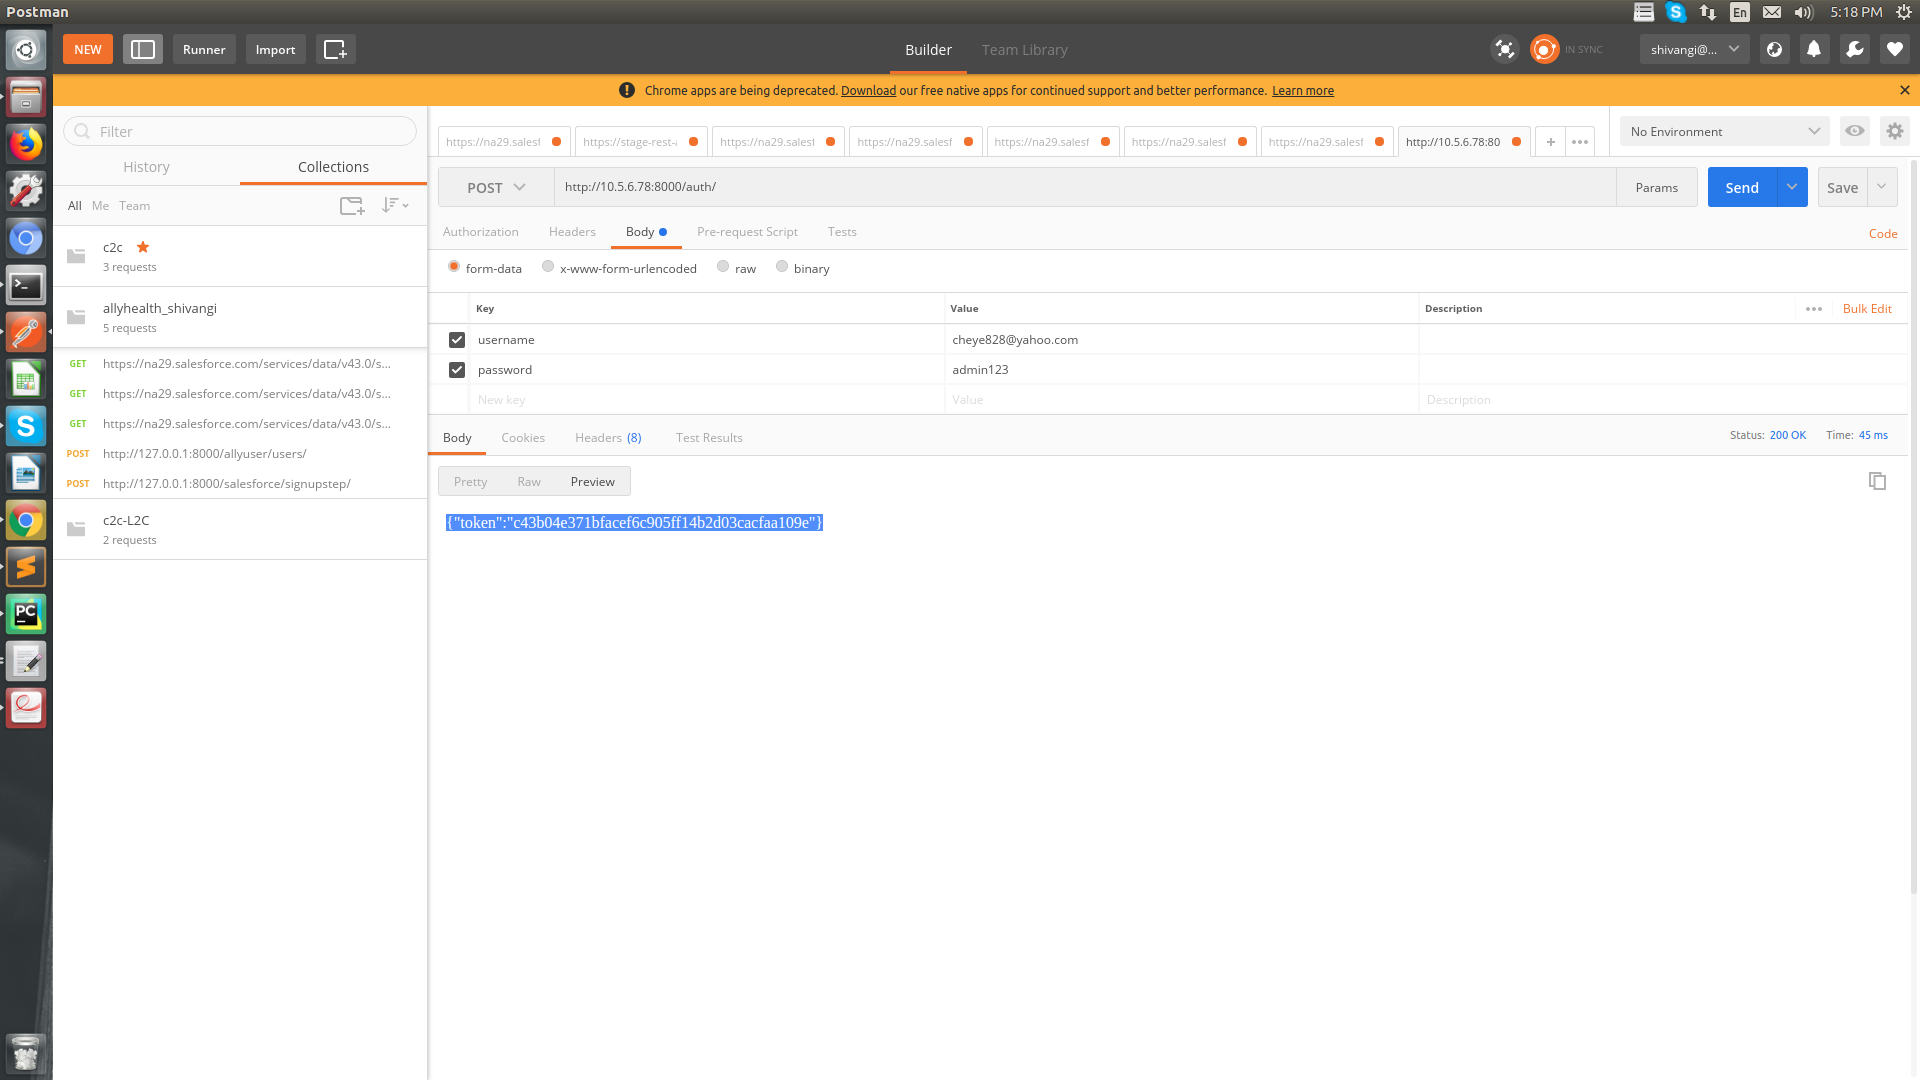 Postman
En
5:18 PM
NEW
Runner
Import
Builder
Team Library
IN SYNC
shivangi@...
Chrome apps are being deprecated. Download our free native apps for continued support and better performance. Learn more
Filter
History
Collections
All
Me
Team
c2c
3 requests
allyhealth_shivangi
5 requests
GET https://na29.salesforce.com/services/data/v43.0/s...
GET https://na29.salesforce.com/services/data/v43.0/s...
GET https://na29.salesforce.com/services/data/v43.0/s...
POST http://127.0.0.1:8000/allyuser/users/
POST http://127.0.0.1:8000/salesforce/signupstep/
c2c-L2C
2 requests
https://na29.salesf
https://stage-rest-
https://na29.salesf
https://na29.salesf
https://na29.salesf
https://na29.salesf
https://na29.salesf
http://10.5.6.78:80
No Environment
POST
http://10.5.6.78:8000/auth/
Params
Send
Save
Authorization
Headers
Body
Pre-request Script
Tests
Code
form-data
x-www-form-urlencoded
raw
binary
Key
Value
Description
Bulk Edit
username
cheye828@yahoo.com
password
admin123
New key
Value
Description
Body
Cookies
Headers (8)
Test Results
Status: 200 OK
Time: 45 ms
Pretty
Raw
Preview
{"token":"c43b04e371bfacef6c905ff14b2d03cacfaa109e"}
PC